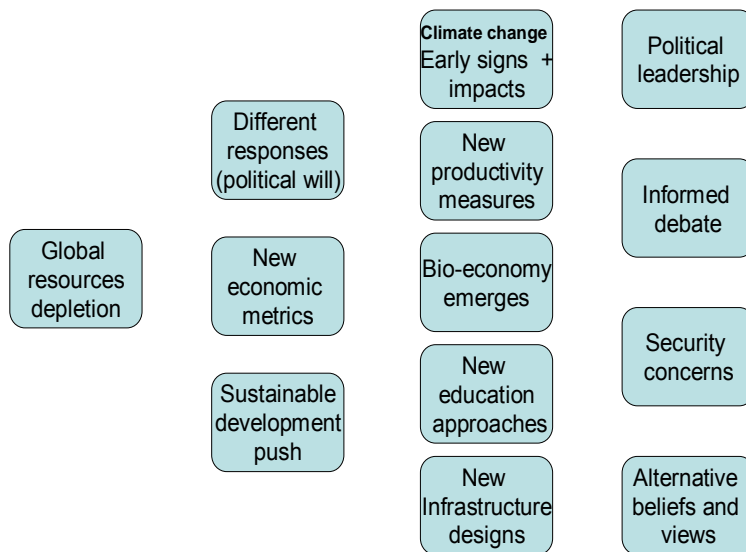 Global
resources
depletion
Different
responses
(political will)
New
economic
metrics
Sustainable
development
push
Climate change
Early signs +
impacts
New
productivity
measures
Bio-economy
emerges
New
education
approaches
New
Infrastructure
designs
Political
leadership
Informed
debate
Security
concerns
Alternative
beliefs and
views